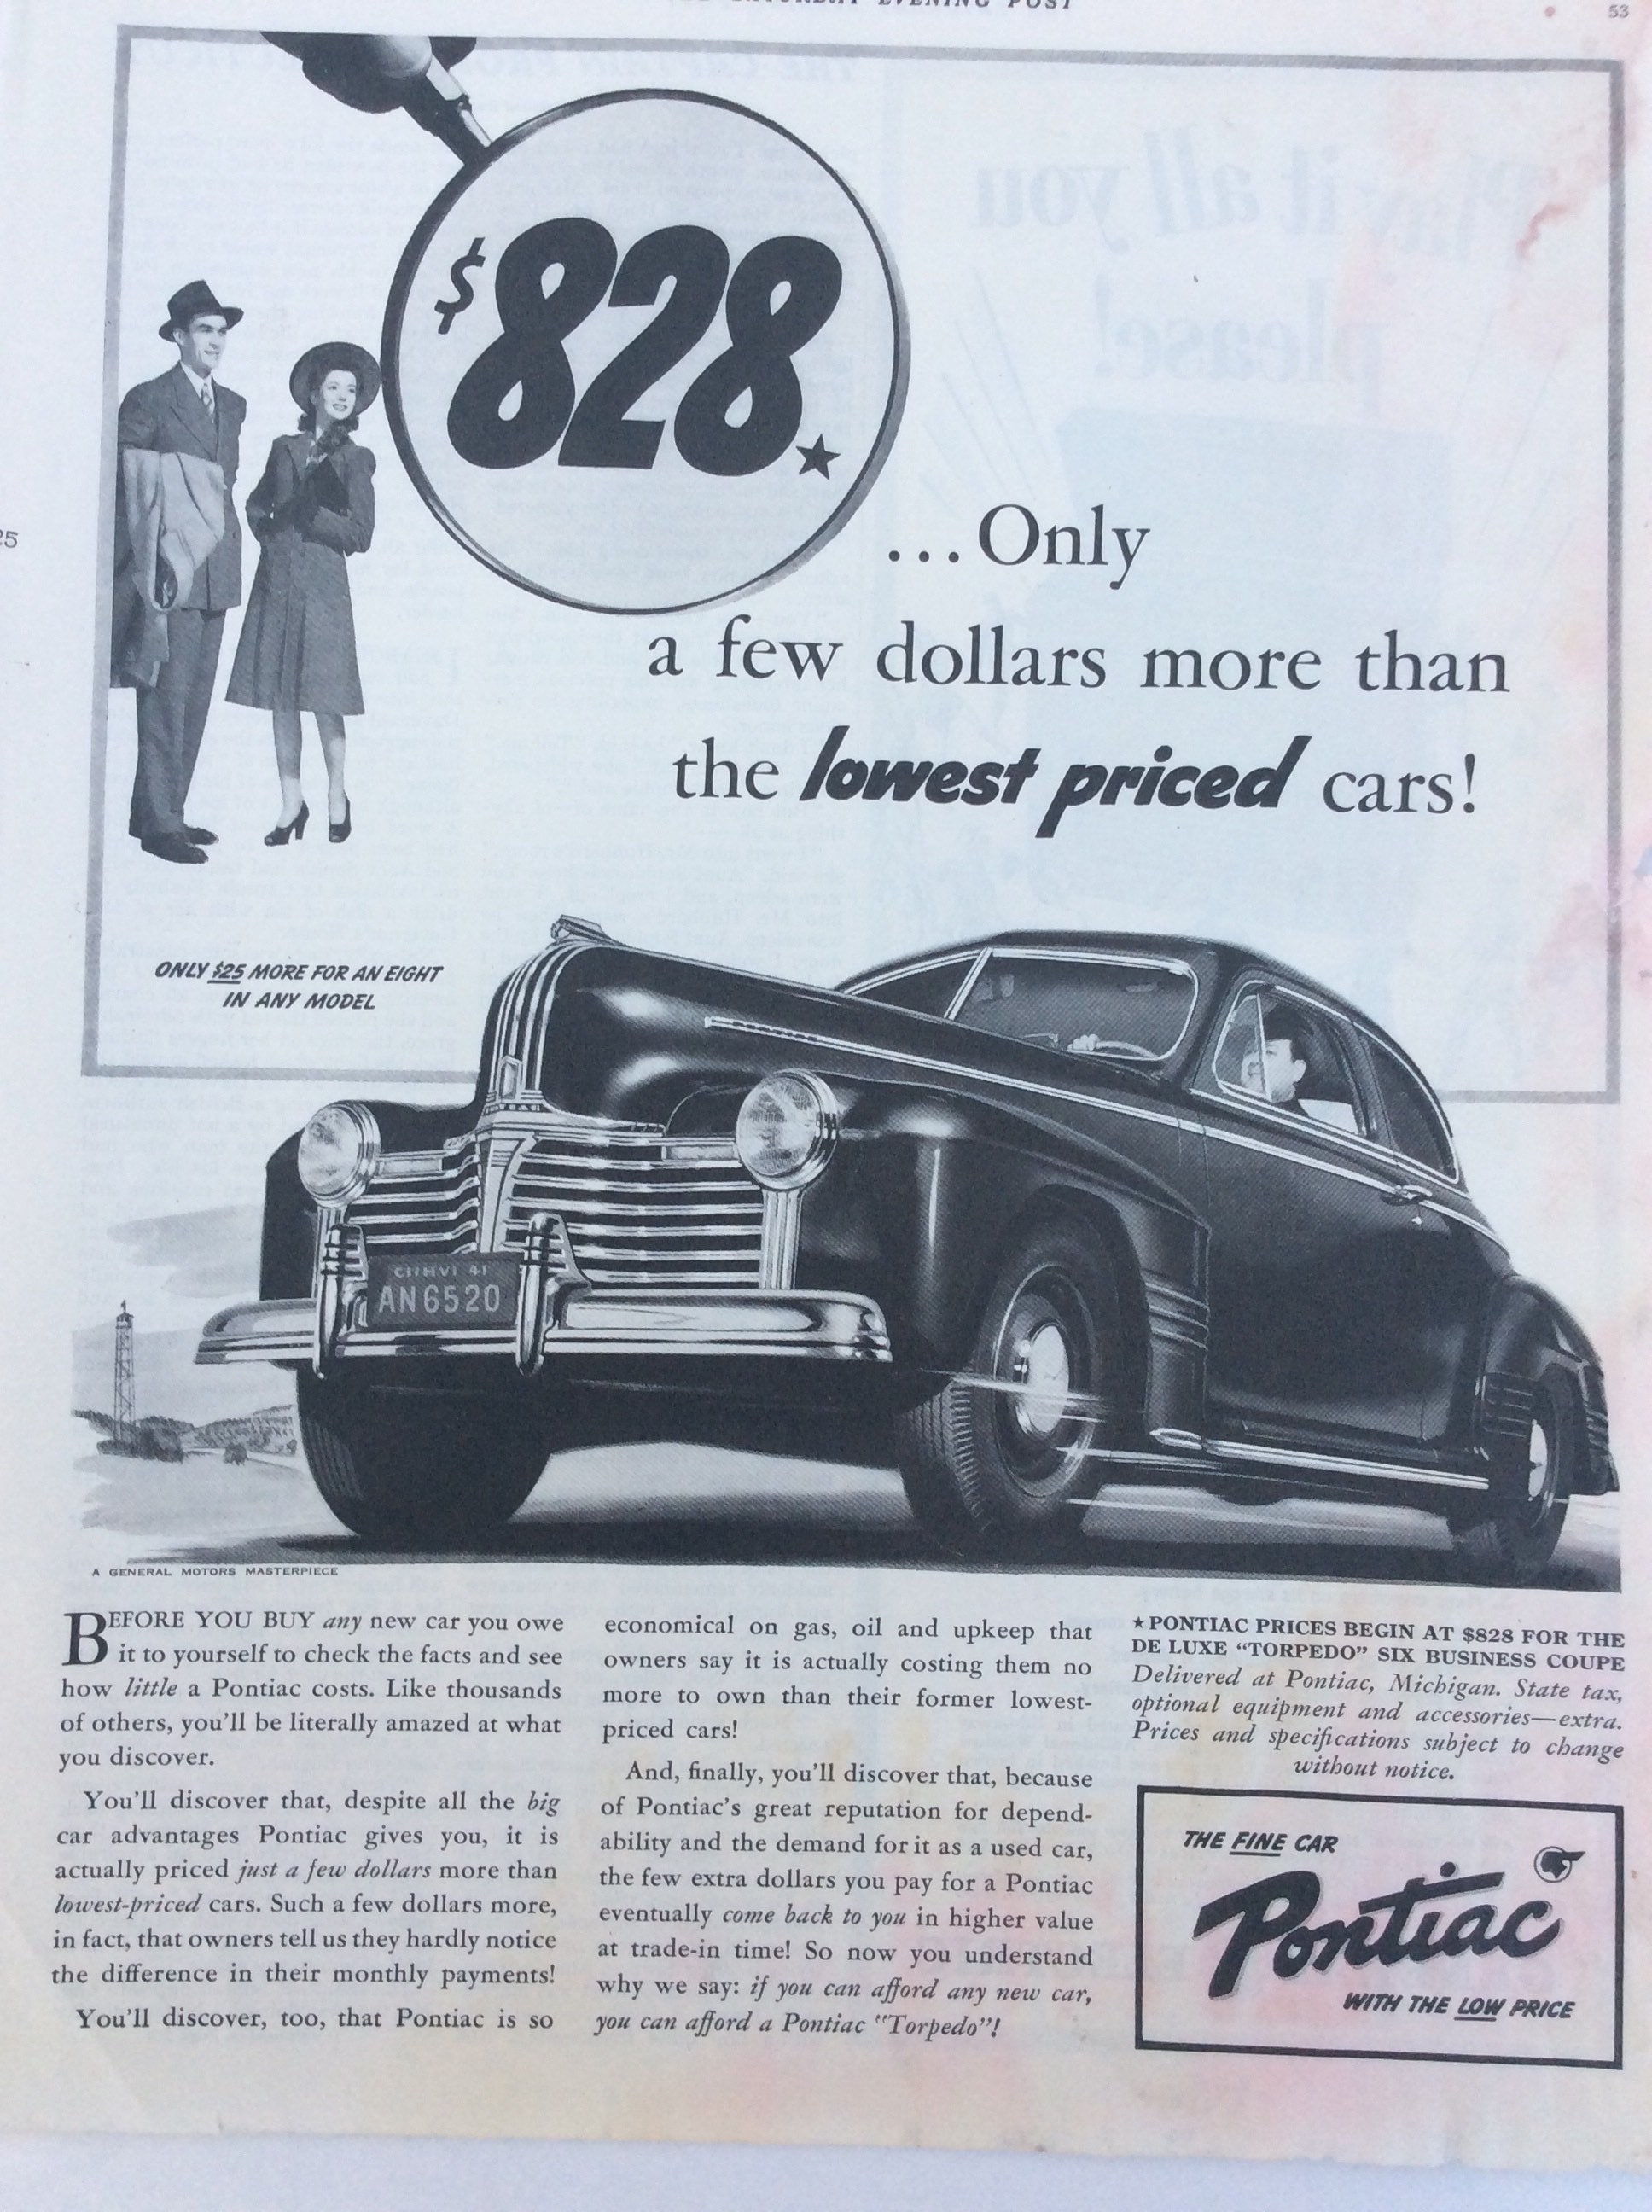 SATURDAY EVENING POST
53
25
$828.★
...Only
a few dollars more than
the lowest priced cars!
ONLY $25 MORE FOR AN EIGHT
IN ANY MODEL
PONTIAC
41
AN 6520
A GENERAL MOTORS MASTERPIECE
BEFORE YOU BUY any new car you owe
it to yourself to check the facts and see
how little a Pontiac costs. Like thousands
of others, you'll be literally amazed at what
you discover.
You'll discover that, despite all the big
car advantages Pontiac gives you, it is
actually priced just a few dollars more than
lowest-priced cars. Such a few dollars more,
in fact, that owners tell us they hardly notice
the difference in their monthly payments!
You'll discover, too, that Pontiac is so
economical on gas, oil and upkeep that
owners say it is actually costing them no
more to own than their former lowest-
priced cars!
And, finally, you'll discover that, because
of Pontiac's great reputation for depend-
ability and the demand for it as a used car,
the few extra dollars you pay for a Pontiac
eventually come back to you in higher value
at trade-in time! So now you understand
why we say: if you can afford any new car,
you can afford a Pontiac "Torpedo"!
★PONTIAC PRICES BEGIN AT $828 FOR THE
DE LUXE "TORPEDO" SIX BUSINESS COUPE
Delivered at Pontiac, Michigan. State tax,
optional equipment and accessories—extra.
Prices and specifications subject to change
without notice.
THE FINE CAR
Pontiac
WITH THE LOW PRICE